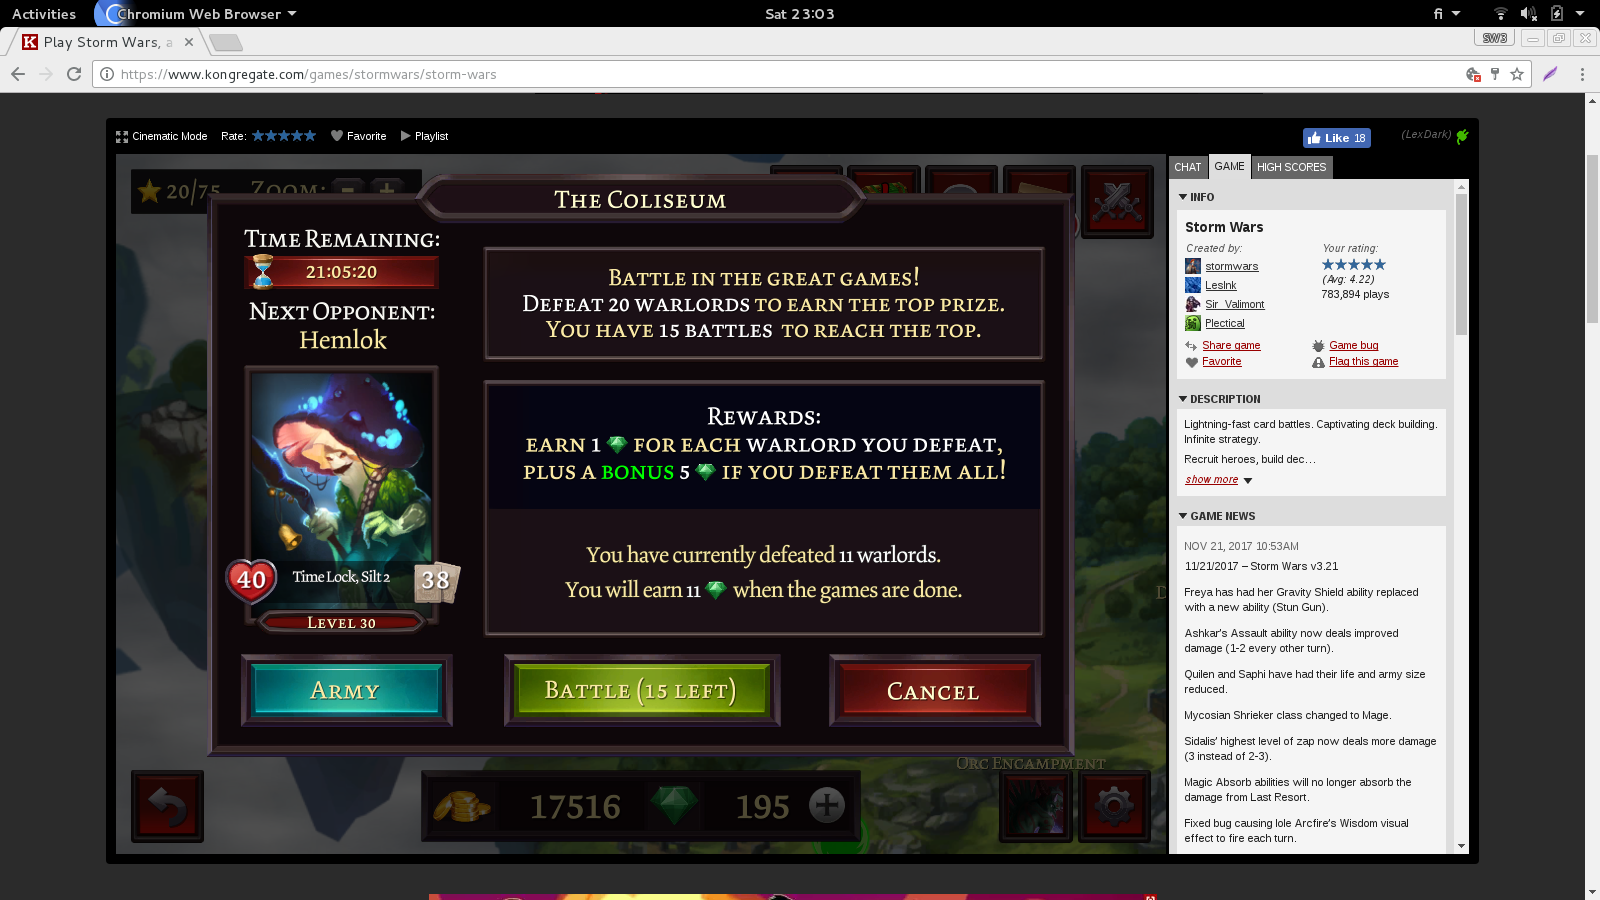 Activities
Chromium Web Browser
Sat 23:03
fi
Play Storm Wars, a
SW3
https://www.kongregate.com/games/stormwars/storm-wars
Cinematic Mode
Rate:
Favorite
Playlist
Like 18
(LexDark)
20/75
Zoom:
The Coliseum
Time Remaining:
21:05:20
Next Opponent:
Hemlok
Time Lock, Silt 2
40
38
Level 30
Battle in the great games!
Defeat 20 warlords to earn the top prize.
You have 15 battles to reach the top.
Rewards:
Earn 1 for each warlord you defeat,
plus a bonus 5 if you defeat them all!
You have currently defeated 11 warlords.
You will earn 11 when the games are done.
Army
Battle (15 left)
Cancel
Orc Encampment
17516
195
CHAT
GAME
HIGH SCORES
INFO
Storm Wars
Created by:
stormwars
LesInk
Sir_Valimont
Plectical
Your rating:
(Avg: 4.22)
783,894 plays
Share game
Game bug
Favorite
Flag this game
DESCRIPTION
Lightning-fast card battles. Captivating deck building.
Infinite strategy.
Recruit heroes, build dec…
show more
GAME NEWS
NOV 21, 2017 10:53AM
11/21/2017 – Storm Wars v3.21
Freya has had her Gravity Shield ability replaced
with a new ability (Stun Gun).
Ashkar's Assault ability now deals improved
damage (1-2 every other turn).
Quilen and Saphi have had their life and army size
reduced.
Mycosian Shrieker class changed to Mage.
Sidalis' highest level of zap now deals more damage
(3 instead of 2-3).
Magic Absorb abilities will no longer absorb the
damage from Last Resort.
Fixed bug causing Iole Arcfire's Wisdom visual
effect to fire each turn.